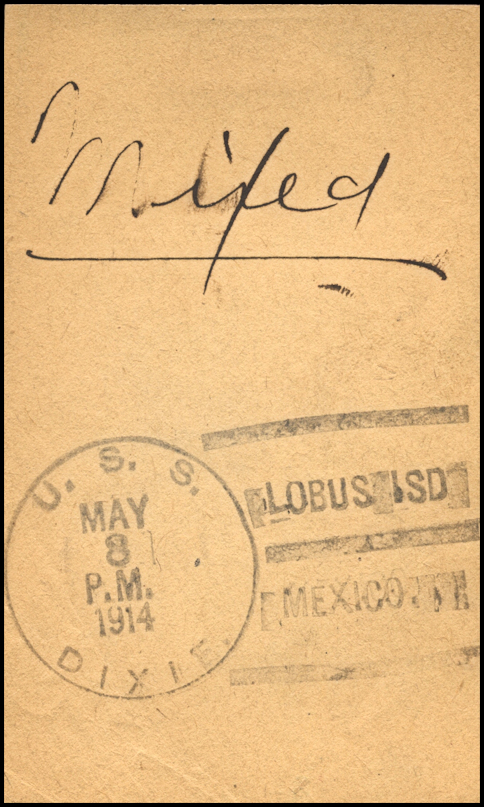 Mixed
U. S. S.
MAY
8
P.M.
1914
DIXIE.
LOBUS ISD
MEXICO.